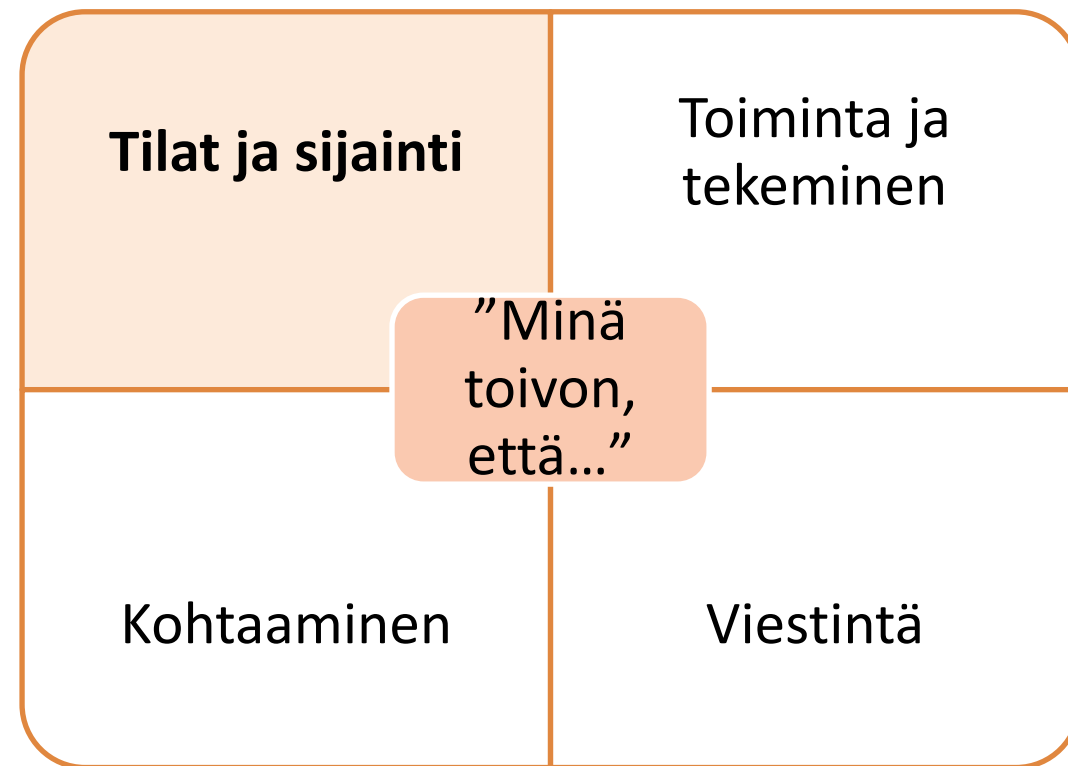 Tilat ja sijainti
Toiminta ja
tekeminen
”Minä
toivon,
että…”
Kohtaaminen
Viestintä